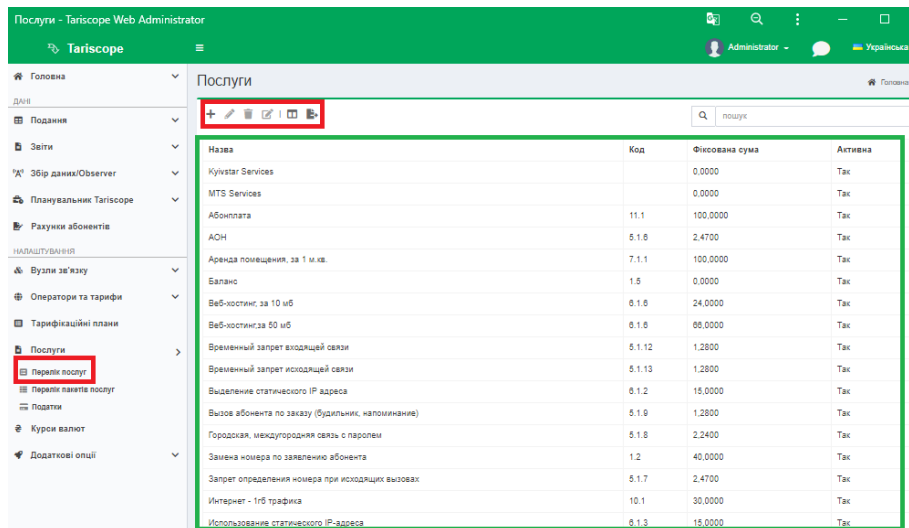 Послуги - Tariscope Web Administrator
Tariscope
Administrator
Українська
Головна
ДАНІ
Подання
Звіти
Збір даних/Observer
Планувальник Tariscope
Рахунки абонентів
НАЛАШТУВАННЯ
Вузли зв'язку
Оператори та тарифи
Тарифікаційні плани
Послуги
Перелік послуг
Перелік пакетів послуг
Податки
Курси валют
Додаткові опції
Послуги
Головна
пошук
Назва Код Фіксована сума Активна
Kyivstar Services 0,0000 Так
MTS Services 0,0000 Так
Абонплата 11.1 100,0000 Так
АОН 5.1.6 2,4700 Так
Аренда помещения, за 1 м.кв. 7.1.1 100,0000 Так
Баланс 1.5 0,0000 Так
Веб-хостинг, за 10 мб 6.1.6 24,0000 Так
Веб-хостинг,за 50 мб 6.1.6 66,0000 Так
Временный запрет входящей связи 5.1.12 1,2800 Так
Временный запрет исходящей связи 5.1.13 1,2800 Так
Выделение статического IP адреса 6.1.2 15,0000 Так
Вызов абонента по заказу (будильник, напоминание) 5.1.9 1,2800 Так
Городская, междугородняя связь с паролем 5.1.8 2,2400 Так
Замена номера по заявлению абонента 1.2 40,0000 Так
Запрет определения номера при исходящих вызовах 5.1.7 2,4700 Так
Интернет - 1гб трафика 10.1 30,0000 Так
Использование статического IP-адреса 6.1.3 15,0000 Так